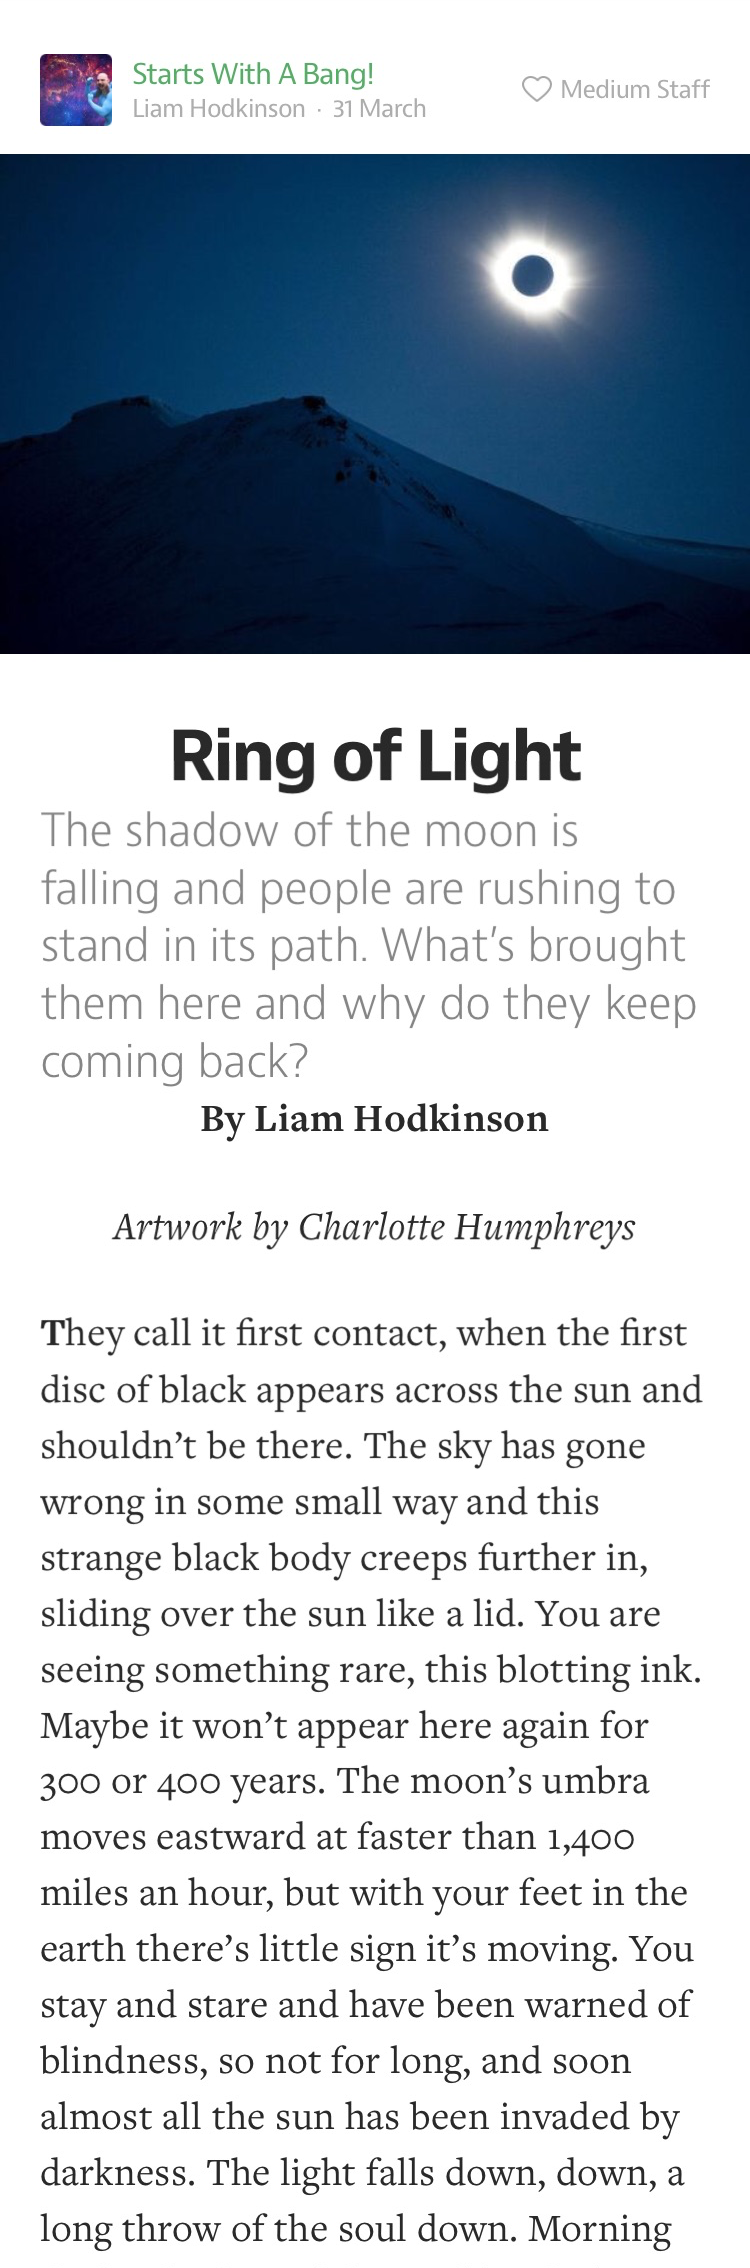 Starts With A Bang!
Liam Hodkinson · 31 March
Medium Staff
Ring of Light
The shadow of the moon is
falling and people are rushing to
stand in its path. What's brought
them here and why do they keep
coming back?
By Liam Hodkinson
Artwork by Charlotte Humphreys
They call it first contact, when the first
disc of black appears across the sun and
shouldn’t be there. The sky has gone
wrong in some small way and this
strange black body creeps further in,
sliding over the sun like a lid. You are
seeing something rare, this blotting ink.
Maybe it won’t appear here again for
300 or 400 years. The moon’s umbra
moves eastward at faster than 1,400
miles an hour, but with your feet in the
earth there’s little sign it’s moving. You
stay and stare and have been warned of
blindness, so not for long, and soon
almost all the sun has been invaded by
darkness. The light falls down, down, a
long throw of the soul down. Morning